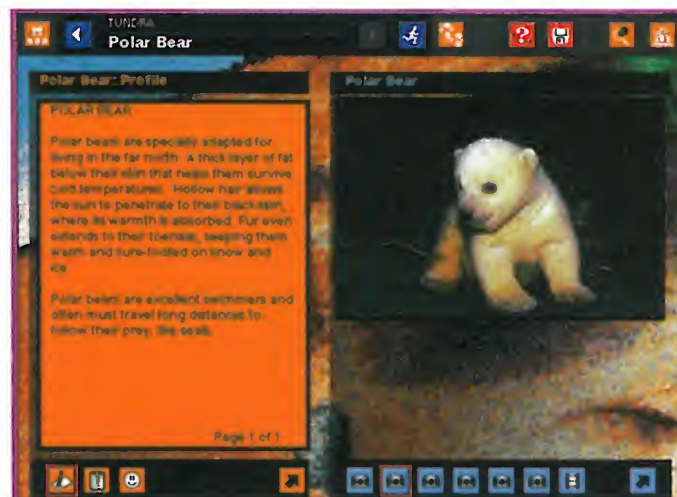 TUNDRA
Polar Bear
Polar Bear: Profile
Polar Bear
POLAR BEAR
Polar bears are specially adapted for
living in the far north. A thick layer of fat
below their skin that helps them survive
cold temperatures. Hollow hair allows
the sun to penetrate to their black skin,
where its warmth is absorbed. Fur even
extends to their toenails, keeping them
warm and sure-footed on snow and
ice.
Polar bears are excellent swimmers and
often must travel long distances to
follow their prey, like seals.
Page 1 of 1